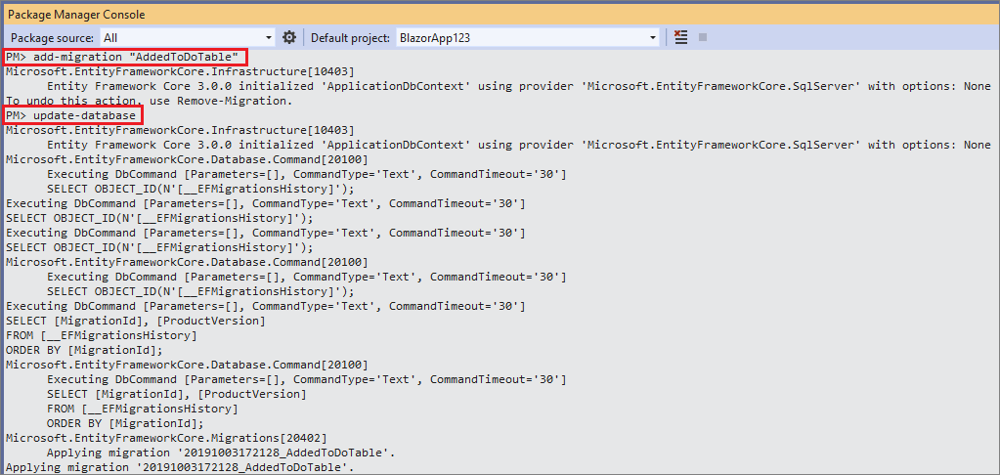 Package Manager Console
Package source: All Default project: BlazorApp123
PM> add-migration "AddedToDoTable"
Microsoft.EntityFrameworkCore.Infrastructure[10403]
Entity Framework Core 3.0.0 initialized 'ApplicationDbContext' using provider 'Microsoft.EntityFrameworkCore.SqlServer' with options: None
To undo this action, use Remove-Migration.
PM> update-database
Microsoft.EntityFrameworkCore.Infrastructure[10403]
Entity Framework Core 3.0.0 initialized 'ApplicationDbContext' using provider 'Microsoft.EntityFrameworkCore.SqlServer' with options: None
Microsoft.EntityFrameworkCore.Database.Command[20100]
Executing DbCommand [Parameters=[], CommandType='Text', CommandTimeout='30']
SELECT OBJECT_ID(N'[__EFMigrationsHistory]');
Executing DbCommand [Parameters=[], CommandType='Text', CommandTimeout='30']
SELECT OBJECT_ID(N'[__EFMigrationsHistory]');
Executing DbCommand [Parameters=[], CommandType='Text', CommandTimeout='30']
SELECT OBJECT_ID(N'[__EFMigrationsHistory]');
Microsoft.EntityFrameworkCore.Database.Command[20100]
Executing DbCommand [Parameters=[], CommandType='Text', CommandTimeout='30']
SELECT OBJECT_ID(N'[__EFMigrationsHistory]');
Executing DbCommand [Parameters=[], CommandType='Text', CommandTimeout='30']
SELECT [MigrationId], [ProductVersion]
FROM [__EFMigrationsHistory]
ORDER BY [MigrationId];
Microsoft.EntityFrameworkCore.Database.Command[20100]
Executing DbCommand [Parameters=[], CommandType='Text', CommandTimeout='30']
SELECT [MigrationId], [ProductVersion]
FROM [__EFMigrationsHistory]
ORDER BY [MigrationId];
Microsoft.EntityFrameworkCore.Migrations[20402]
Applying migration '20191003172128_AddedToDoTable'.
Applying migration '20191003172128_AddedToDoTable'.